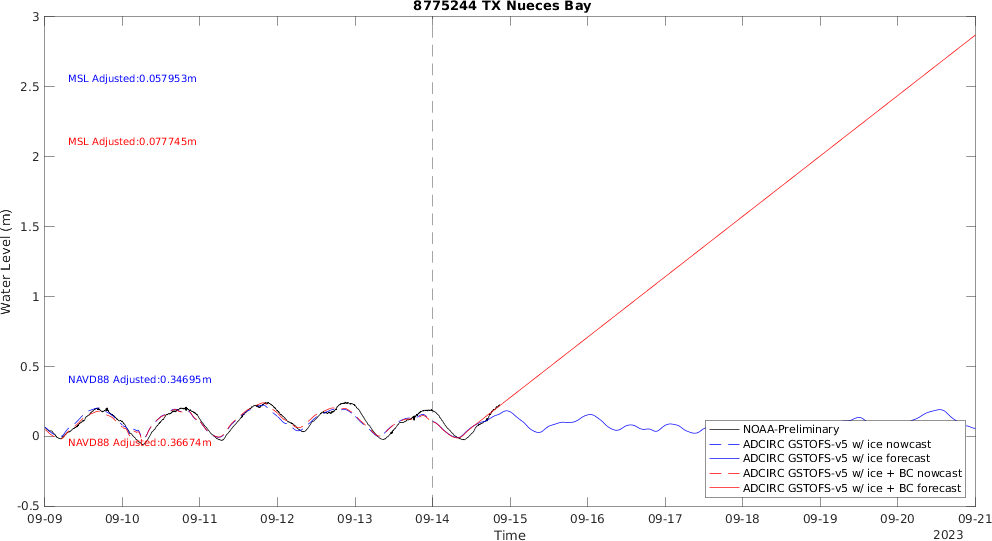 8775244 TX Nueces Bay
3
2.5
2
1.5
1
0.5
0
-0.5
Water Level (m)
MSL Adjusted:0.057953m
MSL Adjusted:0.077745m
NAVD88 Adjusted:0.34695m
NAVD88 Adjusted:0.36674m
NOAA-Preliminary
ADCIRC GSTOFS-v5 w/ ice nowcast
ADCIRC GSTOFS-v5 w/ ice forecast
ADCIRC GSTOFS-v5 w/ ice + BC nowcast
ADCIRC GSTOFS-v5 w/ ice + BC forecast
09-09 09-10 09-11 09-12 09-13 09-14 09-15 09-16 09-17 09-18 09-19 09-20 09-21
Time
2023